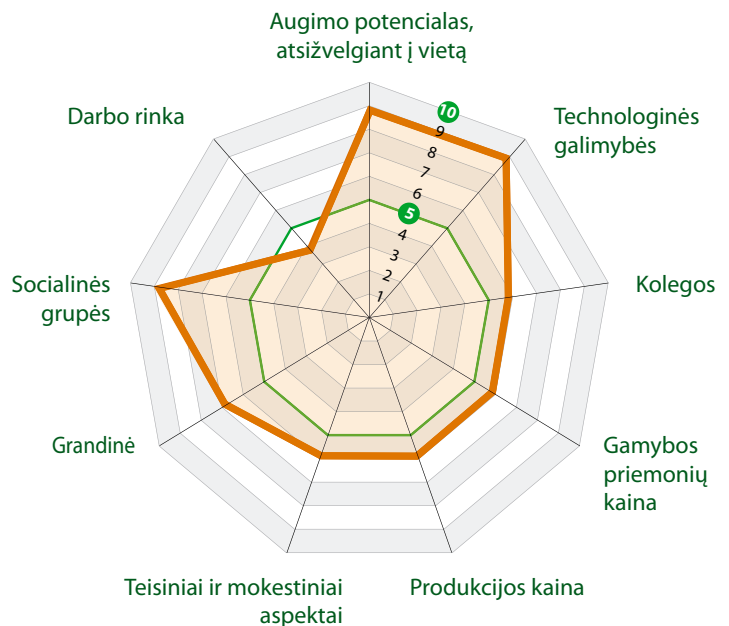 Augimo potencialas,
atsižvelgiant į vietą
Darbo rinka
Technologinės
galimybės
10
9
8
7
6
5
4
3
2
1
Socialinės
grupės
Kolegos
Grandinė
Gamybos
priemonių
kaina
Teisiniai ir mokestiniai
aspektai
Produkcijos kaina